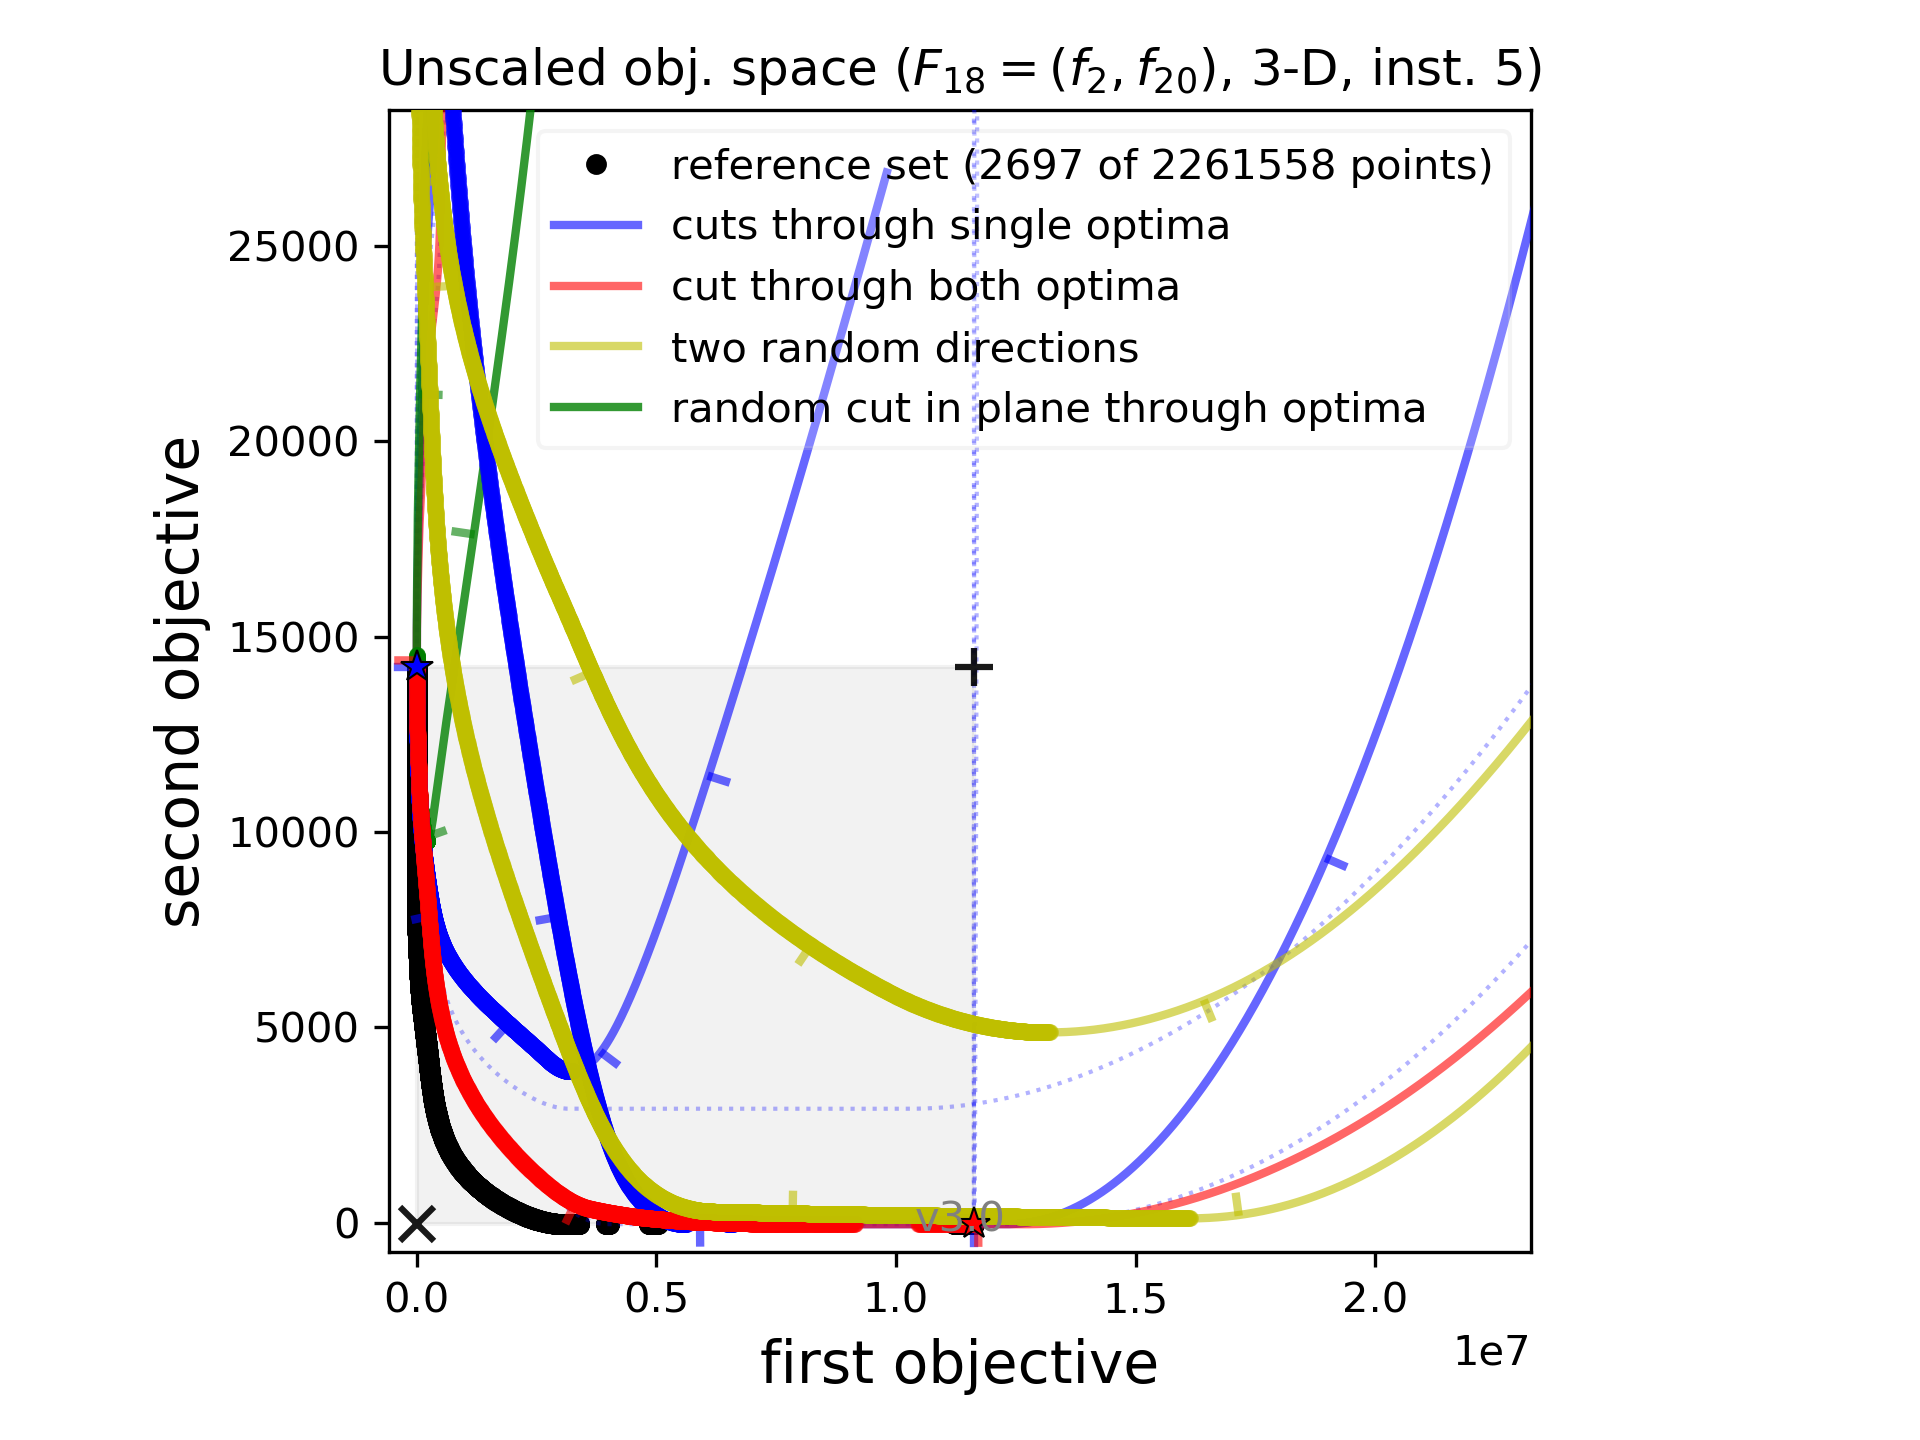 Unscaled obj. space (F₁₈ = (f₂, f₂₀), 3-D, inst. 5)
reference set (2697 of 2261558 points)
cuts through single optima
cut through both optima
two random directions
random cut in plane through optima
second objective
25000
20000
15000
10000
5000
0
v3.0
0.0 0.5 1.0 1.5 2.0
1e7
first objective